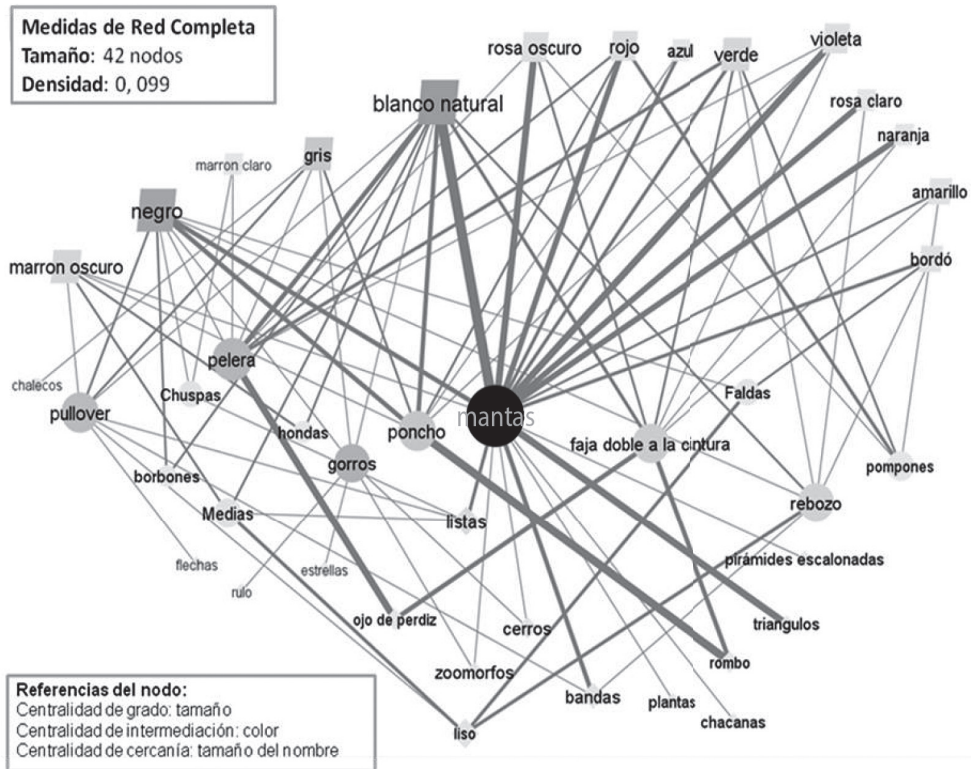 Medidas de Red Completa
Tamaño: 42 nodos
Densidad: 0, 099
rosa oscuro
rojo
azul
verde
violeta
blanco natural
rosa claro
naranja
gris
marron claro
amarillo
negro
bordó
marron oscuro
pelera
chalecos
Chuspas
Faldas
pullover
mantas
poncho
hondas
faja doble a la cintura
gorros
pompones
borbones
rebozo
Medias
listas
pirámides escalonadas
flechas
estrellas
rulo
ojo de perdiz
cerros
triangulos
rombo
zoomorfos
bandas
plantas
chacanas
liso
Referencias del nodo:
Centralidad de grado: tamaño
Centralidad de intermediación: color
Centralidad de cercanía: tamaño del nombre